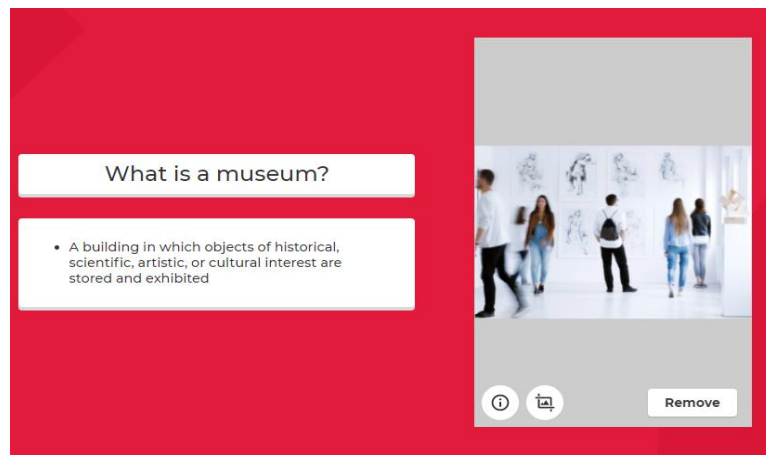 What is a museum?
• A building in which objects of historical,
scientific, artistic, or cultural interest are
stored and exhibited
Remove